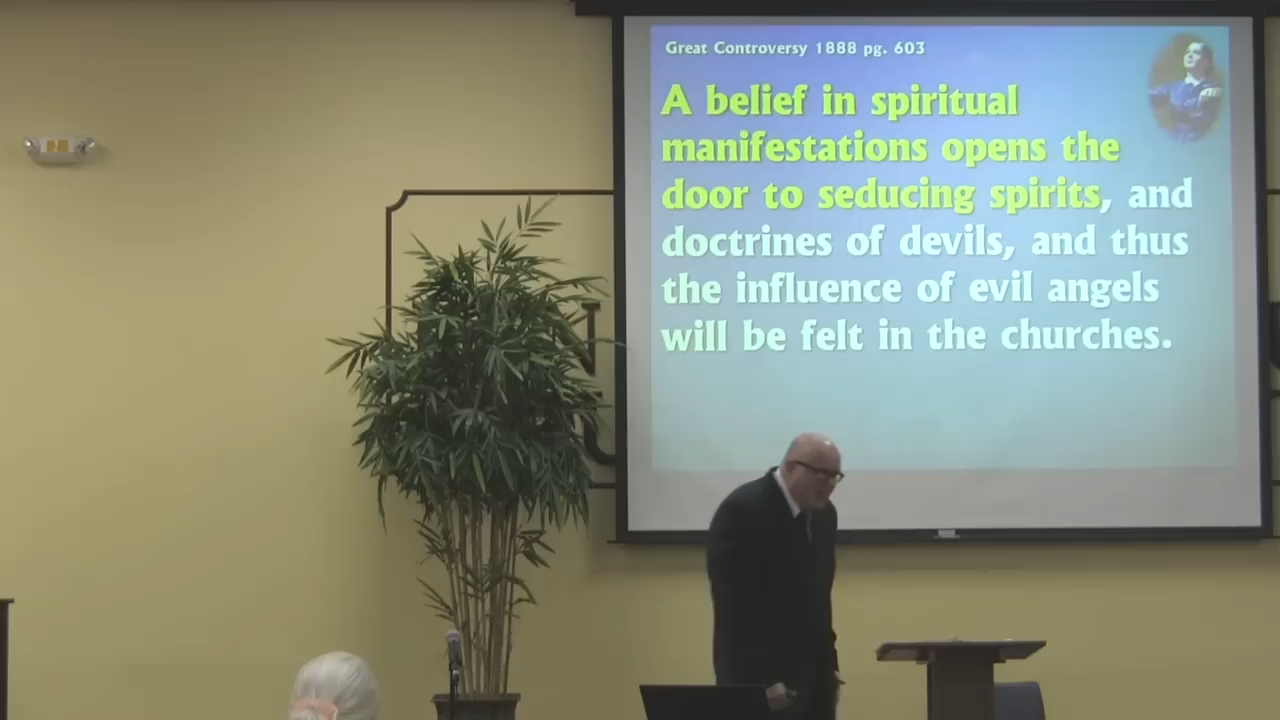 Great Controversy 1888 pg. 603
A belief in spiritual
manifestations opens the
door to seducing spirits, and
doctrines of devils, and thus
the influence of evil angels
will be felt in the churches.